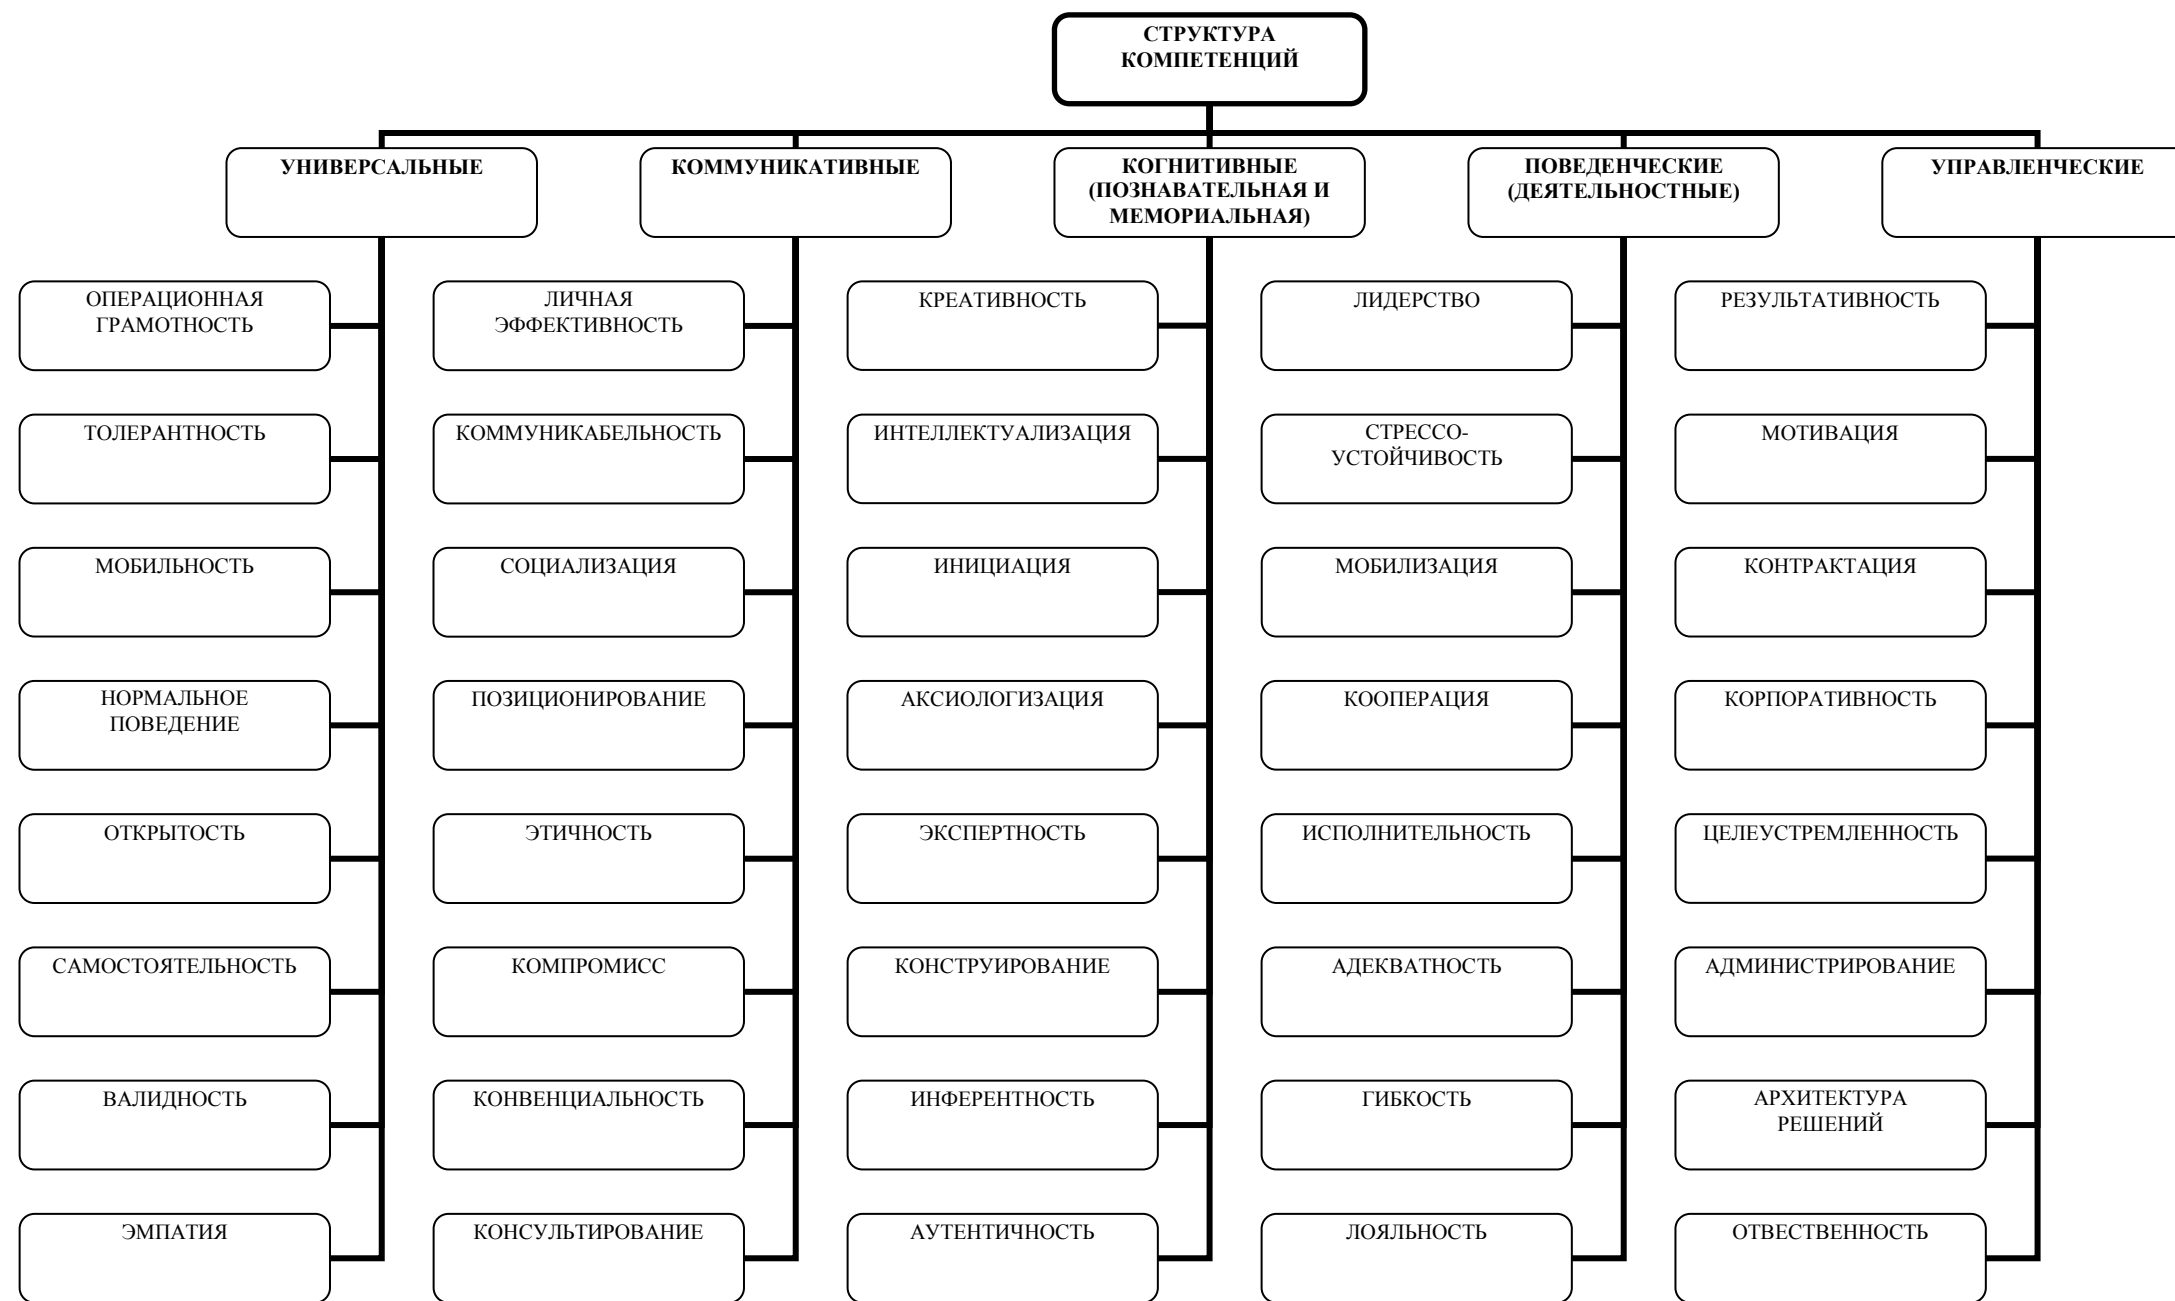 СТРУКТУРА
КОМПЕТЕНЦИЙ
УНИВЕРСАЛЬНЫЕ
КОММУНИКАТИВНЫЕ
КОГНИТИВНЫЕ
(ПОЗНАВАТЕЛЬНАЯ И
МЕМОРИАЛЬНАЯ)
ПОВЕДЕНЧЕСКИЕ
(ДЕЯТЕЛЬНОСТНЫЕ)
УПРАВЛЕНЧЕСКИЕ
ОПЕРАЦИОННАЯ
ГРАМОТНОСТЬ
ЛИЧНАЯ
ЭФФЕКТИВНОСТЬ
КРЕАТИВНОСТЬ
ЛИДЕРСТВО
РЕЗУЛЬТАТИВНОСТЬ
ТОЛЕРАНТНОСТЬ
КОММУНИКАБЕЛЬНОСТЬ
ИНТЕЛЛЕКТУАЛИЗАЦИЯ
СТРЕССО-
УСТОЙЧИВОСТЬ
МОТИВАЦИЯ
МОБИЛЬНОСТЬ
СОЦИАЛИЗАЦИЯ
ИНИЦИАЦИЯ
МОБИЛИЗАЦИЯ
КОНТРАКТАЦИЯ
НОРМАЛЬНОЕ
ПОВЕДЕНИЕ
ПОЗИЦИОНИРОВАНИЕ
АКСИОЛОГИЗАЦИЯ
КООПЕРАЦИЯ
КОРПОРАТИВНОСТЬ
ОТКРЫТОСТЬ
ЭТИЧНОСТЬ
ЭКСПЕРТНОСТЬ
ИСПОЛНИТЕЛЬНОСТЬ
ЦЕЛЕУСТРЕМЛЕННОСТЬ
САМОСТОЯТЕЛЬНОСТЬ
КОМПРОМИСС
КОНСТРУИРОВАНИЕ
АДЕКВАТНОСТЬ
АДМИНИСТРИРОВАНИЕ
ВАЛИДНОСТЬ
КОНВЕНЦИАЛЬНОСТЬ
ИНФЕРЕНТНОСТЬ
ГИБКОСТЬ
АРХИТЕКТУРА
РЕШЕНИЙ
ЭМПАТИЯ
КОНСУЛЬТИРОВАНИЕ
АУТЕНТИЧНОСТЬ
ЛОЯЛЬНОСТЬ
ОТВЕСТВЕННОСТЬ